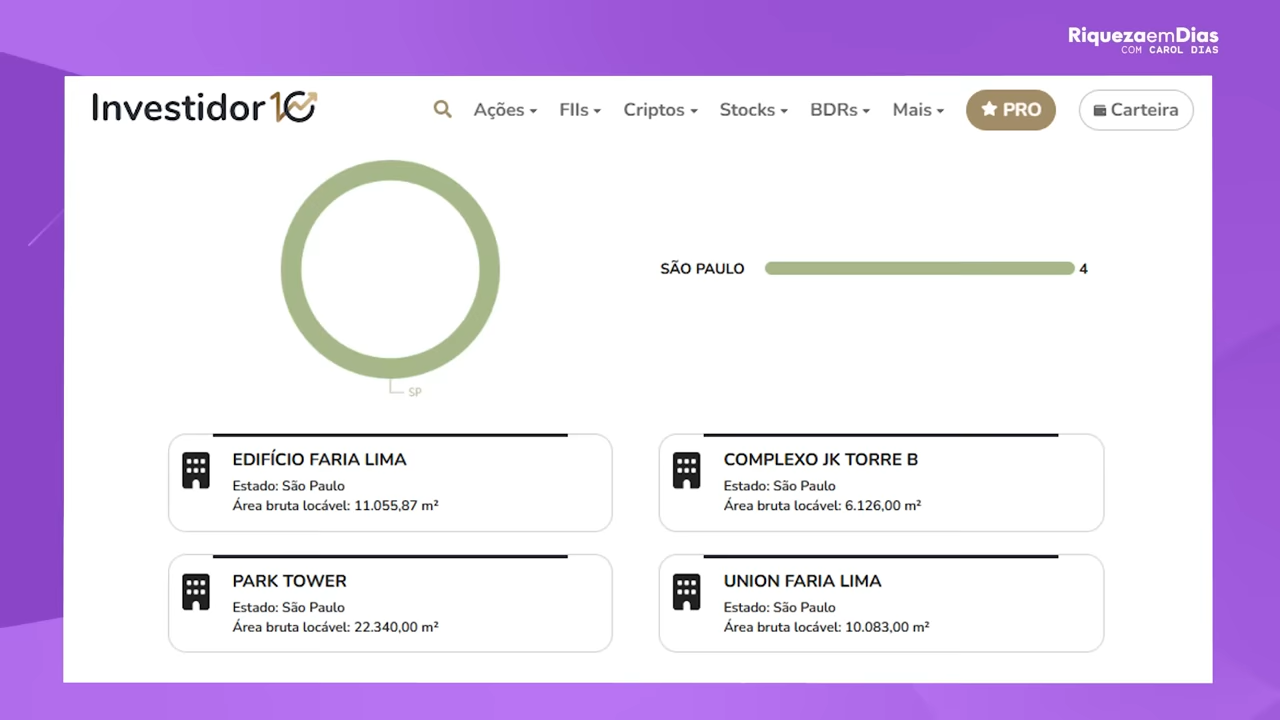 RiquezaemDias
COM CAROL DIAS
Investidor 10
Ações
FIIs
Criptos
Stocks
BDRs
Mais
PRO
Carteira
SÃO PAULO 4
SP
EDIFÍCIO FARIA LIMA
Estado: São Paulo
Área bruta locável: 11.055,87 m²
COMPLEXO JK TORRE B
Estado: São Paulo
Área bruta locável: 6.126,00 m²
PARK TOWER
Estado: São Paulo
Área bruta locável: 22.340,00 m²
UNION FARIA LIMA
Estado: São Paulo
Área bruta locável: 10.083,00 m²